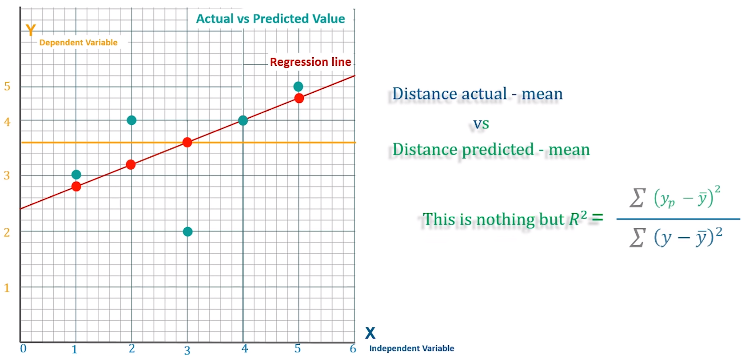 Actual vs Predicted Value
Y
Dependent Variable
Regression line
5
4
3
2
1
0 1 2 3 4 5 6
X
Independent Variable
Distance actual - mean
vs
Distance predicted - mean
This is nothing but R² = ∑ (yₚ − ȳ)² / ∑ (y − ȳ)²